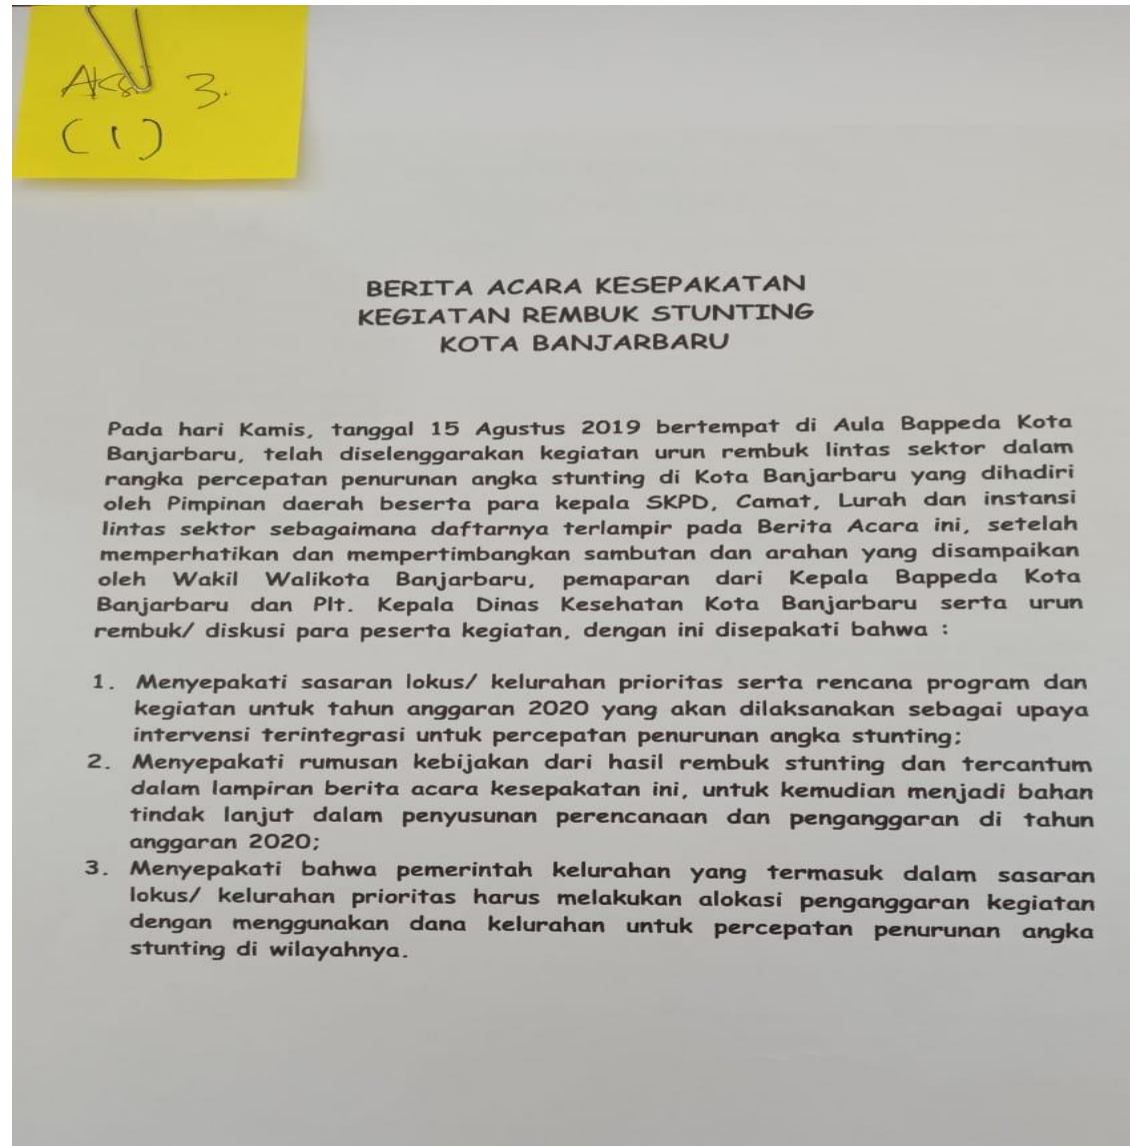 Aksi 3.
(1)
BERITA ACARA KESEPAKATAN
KEGIATAN REMBUK STUNTING
KOTA BANJARBARU
Pada hari Kamis, tanggal 15 Agustus 2019 bertempat di Aula Bappeda Kota
Banjarbaru, telah diselenggarakan kegiatan urun rembuk lintas sektor dalam
rangka percepatan penurunan angka stunting di Kota Banjarbaru yang dihadiri
oleh Pimpinan daerah beserta para kepala SKPD, Camat, Lurah dan instansi
lintas sektor sebagaimana daftarnya terlampir pada Berita Acara ini, setelah
memperhatikan dan mempertimbangkan sambutan dan arahan yang disampaikan
oleh Wakil Walikota Banjarbaru, pemaparan dari Kepala Bappeda Kota
Banjarbaru dan Plt. Kepala Dinas Kesehatan Kota Banjarbaru serta urun
rembuk/ diskusi para peserta kegiatan, dengan ini disepakati bahwa :
1. Menyepakati sasaran lokus/ kelurahan prioritas serta rencana program dan
kegiatan untuk tahun anggaran 2020 yang akan dilaksanakan sebagai upaya
intervensi terintegrasi untuk percepatan penurunan angka stunting;
2. Menyepakati rumusan kebijakan dari hasil rembuk stunting dan tercantum
dalam lampiran berita acara kesepakatan ini, untuk kemudian menjadi bahan
tindak lanjut dalam penyusunan perencanaan dan penganggaran di tahun
anggaran 2020;
3. Menyepakati bahwa pemerintah kelurahan yang termasuk dalam sasaran
lokus/ kelurahan prioritas harus melakukan alokasi penganggaran kegiatan
dengan menggunakan dana kelurahan untuk percepatan penurunan angka
stunting di wilayahnya.